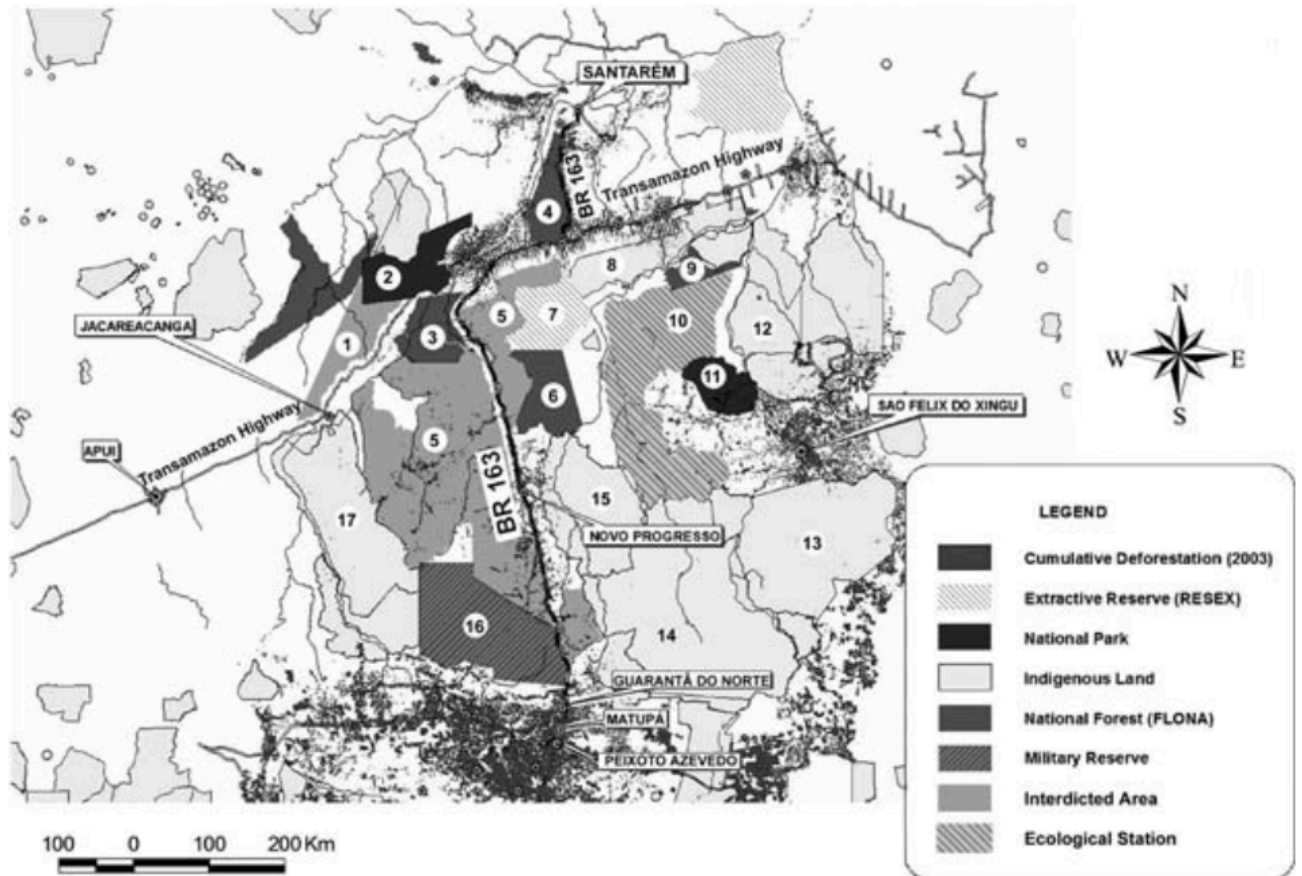 SANTARÉM
BR 163
Transamazon Highway
4
8
9
2
JACAREACANGA
5
7
10
12
1
3
11
6
SAO FELIX DO XINGU
Transamazon Highway
5
APUI
BR 163
15
17
NOVO PROGRESSO
13
16
14
GUARANTÃ DO NORTE
MATUPÁ
PEIXOTO AZEVEDO
N
W E
S
LEGEND
Cumulative Deforestation (2003)
Extractive Reserve (RESEX)
National Park
Indigenous Land
National Forest (FLONA)
Military Reserve
Interdicted Area
Ecological Station
100 0 100 200 Km